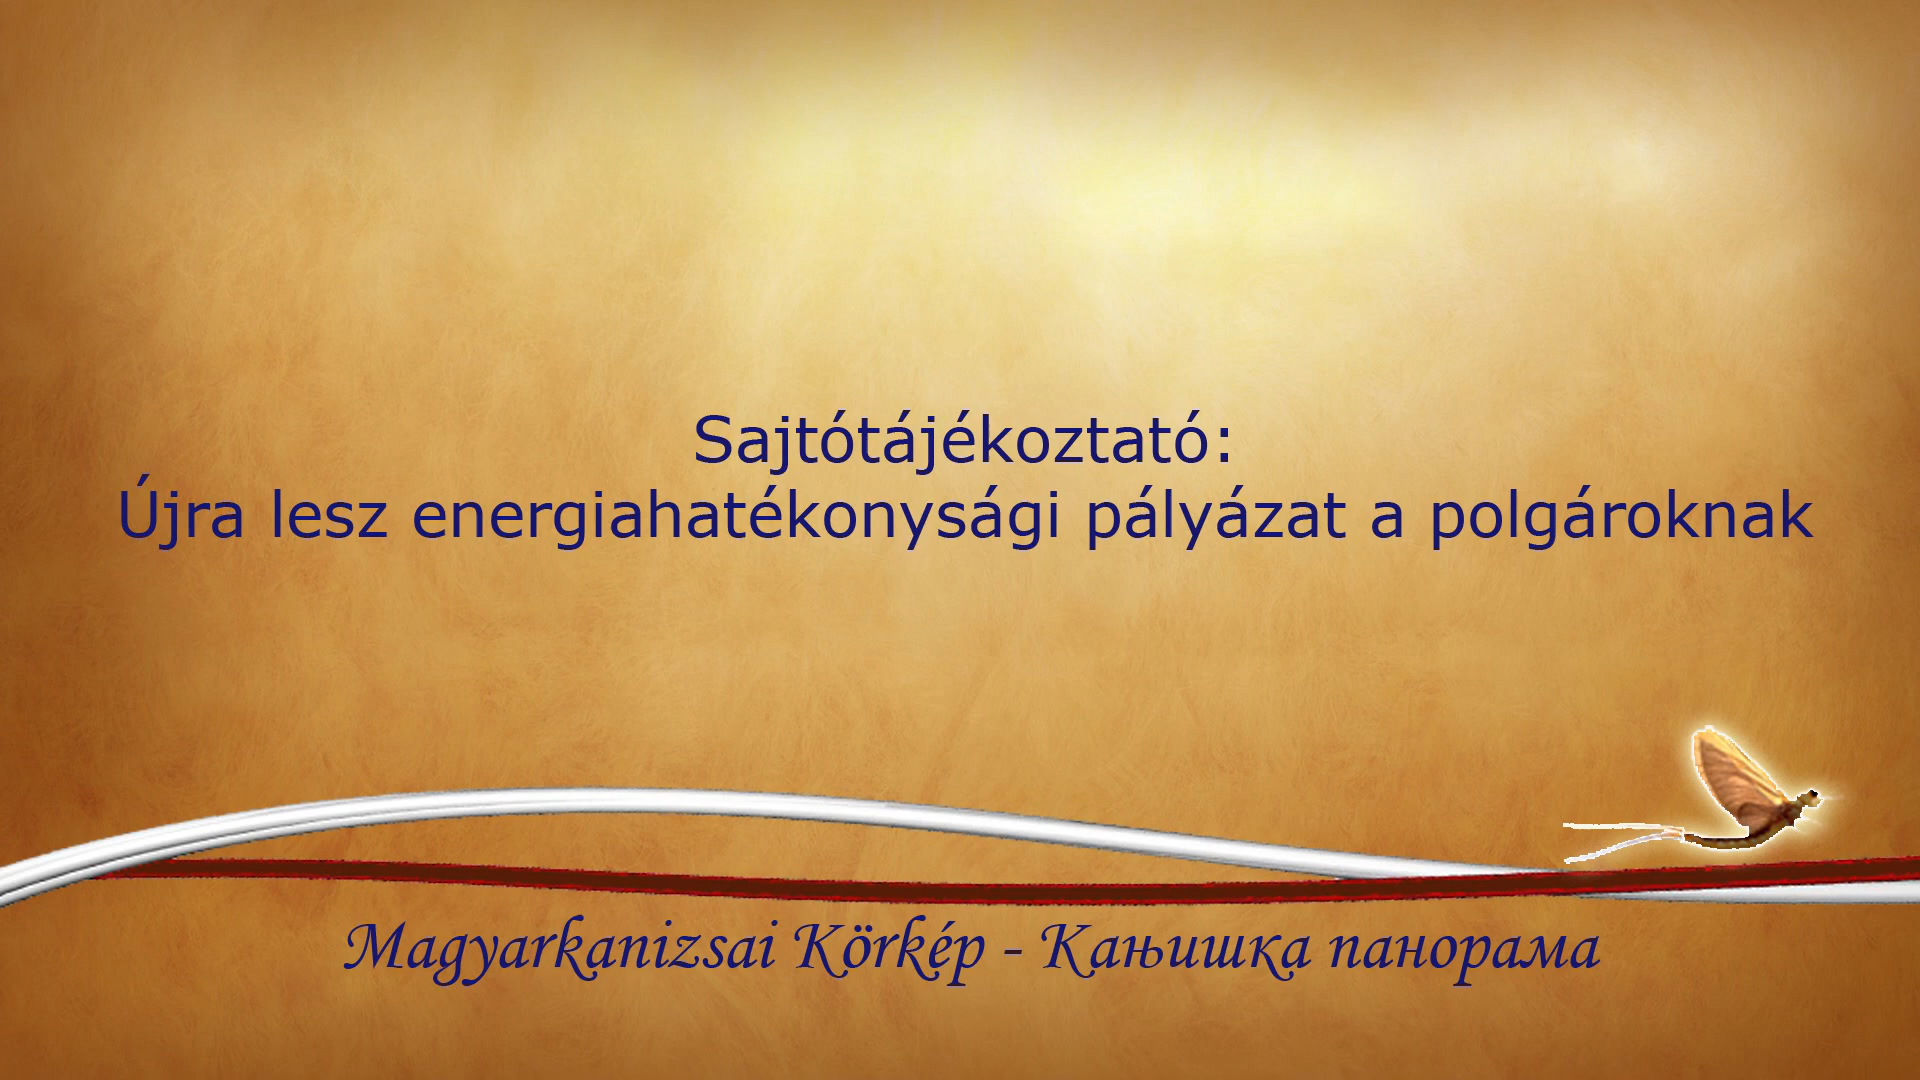 Sajtótájékoztató:
Újra lesz energiahatékonysági pályázat a polgároknak
Magyarkanizsai Körkép - Кањишка панорама